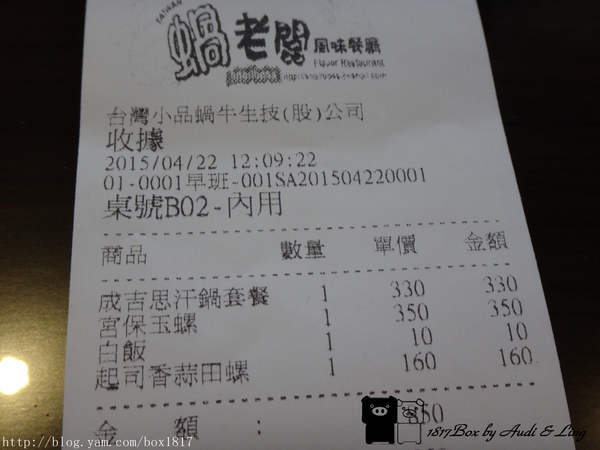 TAIWAN
蝸老闆 風味餐廳
Flavor Restaurant
台灣小品蝸牛生技(股)公司
收據
2015/04/22 12:09:22
01-0001早班-001SA201504220001
桌號B02-內用
商品 數量 單價 金額
成吉思汗鍋套餐 1 330 330
宮保玉螺 1 350 350
白飯 1 10 10
起司香蒜田螺 1 160 160
金 額 : 50
http://blog.yam.com/box1817
1817Box by Audi & Ling